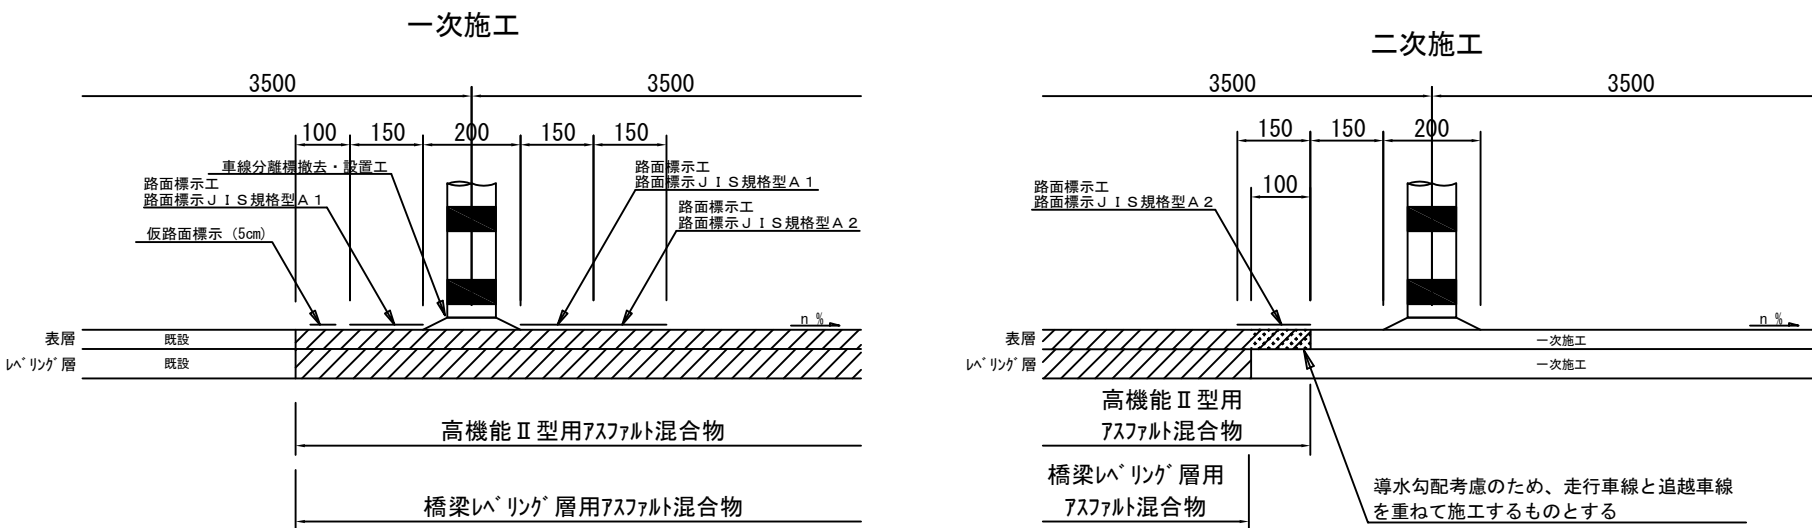 一次施工
3500
3500
100
150
200
150
150
車線分離標撤去・設置工
路面標示工
路面標示ＪＩＳ規格型Ａ１
路面標示工
路面標示ＪＩＳ規格型Ａ１
路面標示工
路面標示ＪＩＳ規格型Ａ２
仮路面標示 (5cm)
n %
表層
既設
ﾚﾍﾞﾘﾝｸﾞ層
既設
高機能Ⅱ型用ｱｽﾌｧﾙﾄ混合物
橋梁ﾚﾍﾞﾘﾝｸﾞ層用ｱｽﾌｧﾙﾄ混合物
二次施工
3500
3500
150
150
200
100
路面標示工
路面標示ＪＩＳ規格型Ａ２
n %
表層
一次施工
ﾚﾍﾞﾘﾝｸﾞ層
一次施工
高機能Ⅱ型用
ｱｽﾌｧﾙﾄ混合物
橋梁ﾚﾍﾞﾘﾝｸﾞ層用
ｱｽﾌｧﾙﾄ混合物
導水勾配考慮のため、走行車線と追越車線
を重ねて施工するものとする